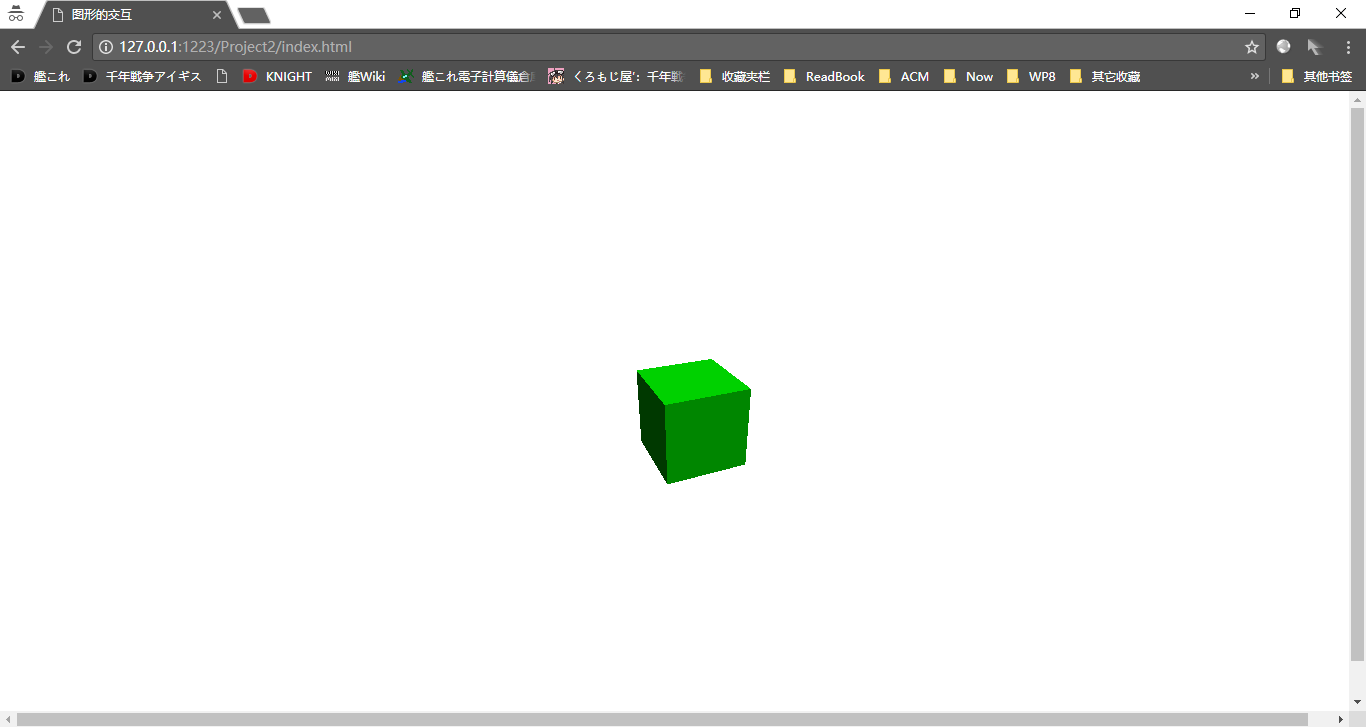 图形的交互
127.0.0.1:1223/Project2/index.html
艦これ 千年戦争アイギス KNIGHT 艦Wiki 艦これ電子計算儀 くろもじ屋’：千年戦 收藏夹栏 ReadBook ACM Now WP8 其它收藏 » 其他书签